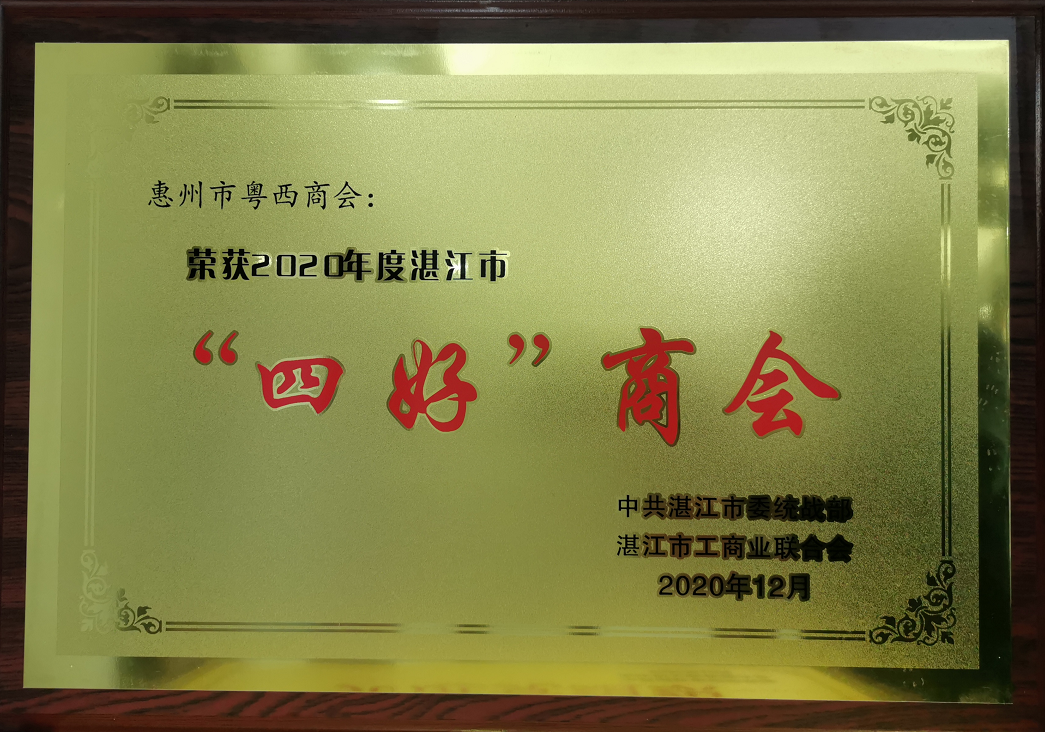 惠州市粤西商会：
荣获2020年度湛江市
“四好”商会
中共湛江市委统战部
湛江市工商业联合会
2020年12月